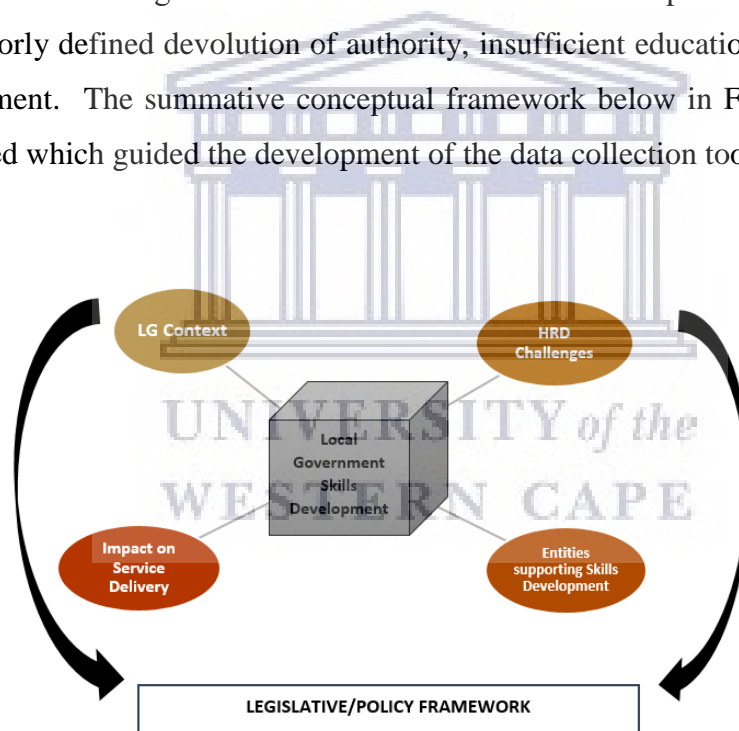 orly defined devolution of authority, insufficient educatio
ment. The summative conceptual framework below in F
ed which guided the development of the data collection too
LG Context
HRD
Challenges
UNIVERSITY of the
WESTERN CAPE
Local
Government
Skills
Development
Impact on
Service
Delivery
Entities
supporting Skills
Development
LEGISLATIVE/POLICY FRAMEWORK